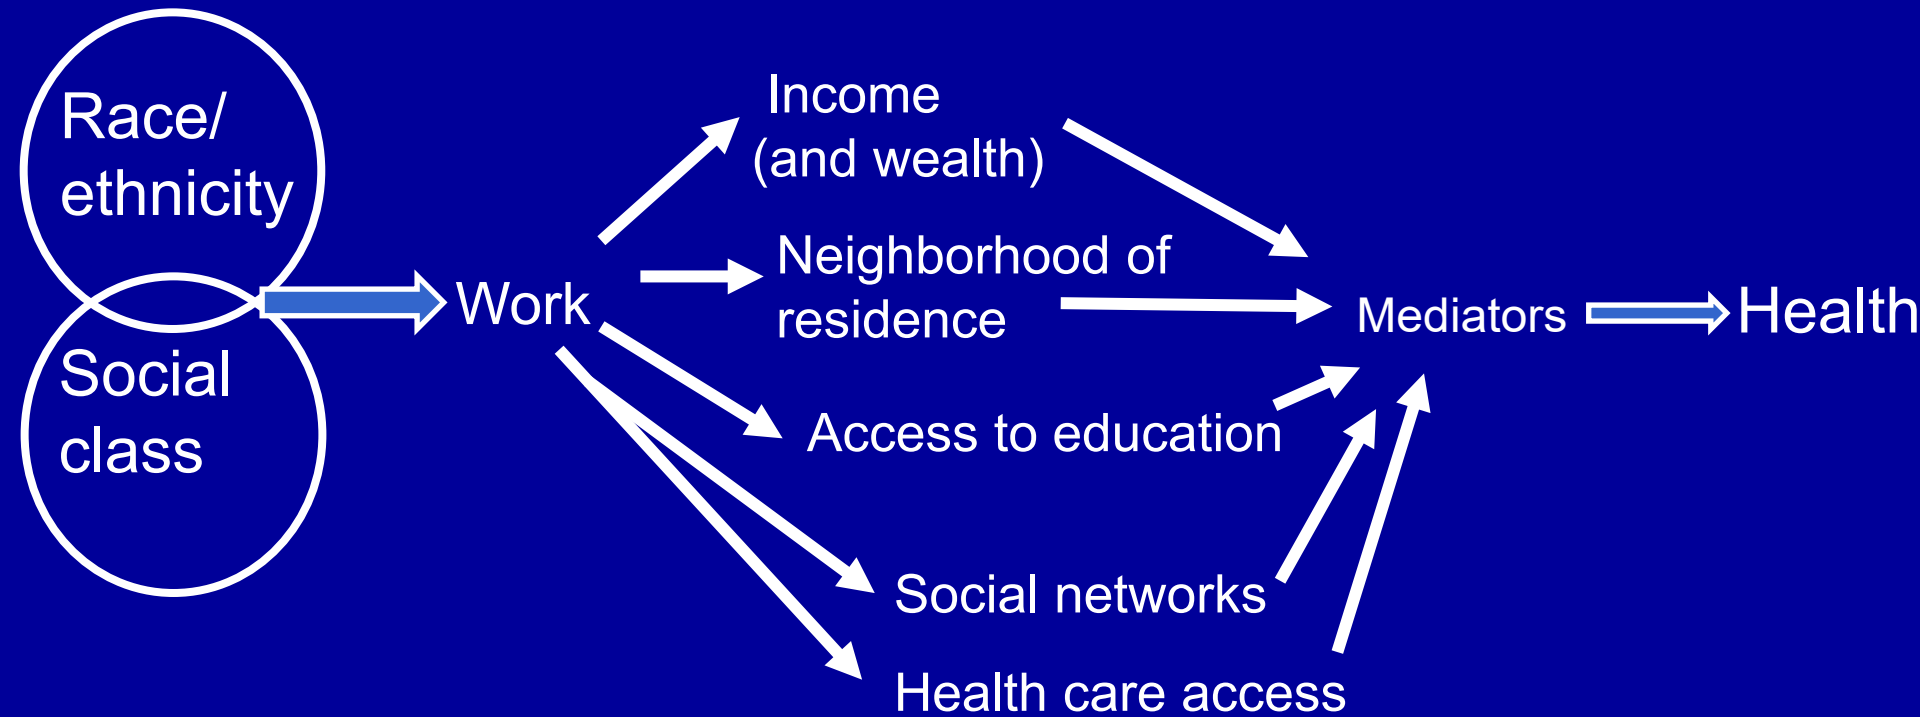 Race/
ethnicity
Social
class
Work
Income
(and wealth)
Neighborhood of
residence
Access to education
Social networks
Health care access
Mediators
Health